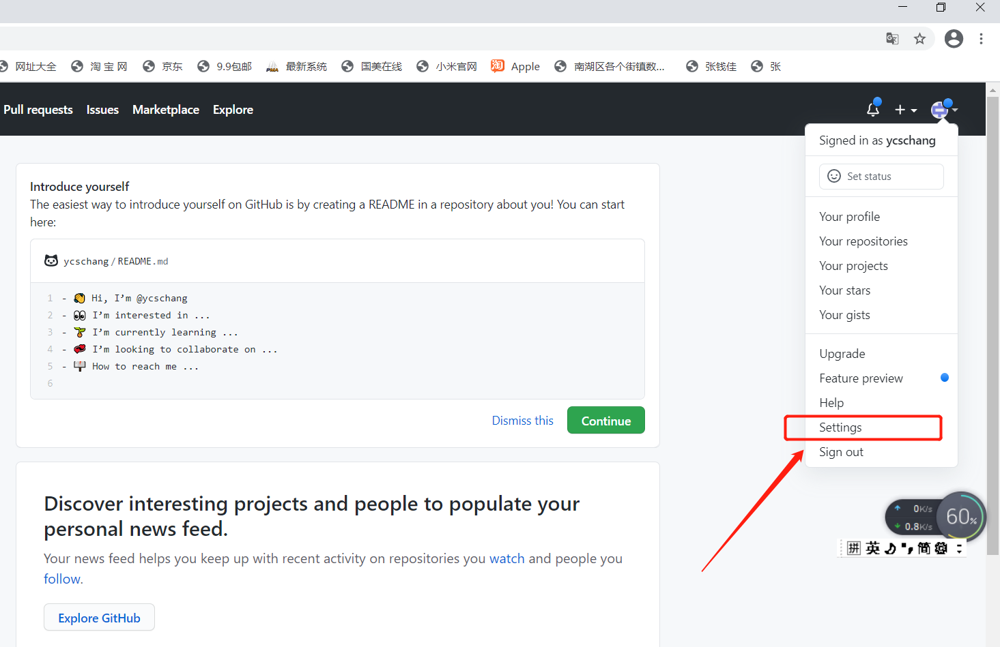 网址大全 淘 宝 网 京东 9.9包邮 最新系统 国美在线 小米官网 淘 Apple 南湖区各个街镇数... 张钱佳 张
Pull requests Issues Marketplace Explore
Signed in as ycschang
Set status
Your profile
Your repositories
Your projects
Your stars
Your gists
Upgrade
Feature preview
Help
Settings
Sign out
Introduce yourself
The easiest way to introduce yourself on GitHub is by creating a README in a repository about you! You can start
here:
ycschang/README.md
1 - 👋 Hi, I’m @ycschang
2 - 👀 I’m interested in ...
3 - 🌱 I’m currently learning ...
4 - 💞️ I’m looking to collaborate on ...
5 - 📫 How to reach me ...
6
Dismiss this Continue
Discover interesting projects and people to populate your
personal news feed.
Your news feed helps you keep up with recent activity on repositories you watch and people you
follow.
Explore GitHub
0K/s
0.8K/s
60%
拼 英 简